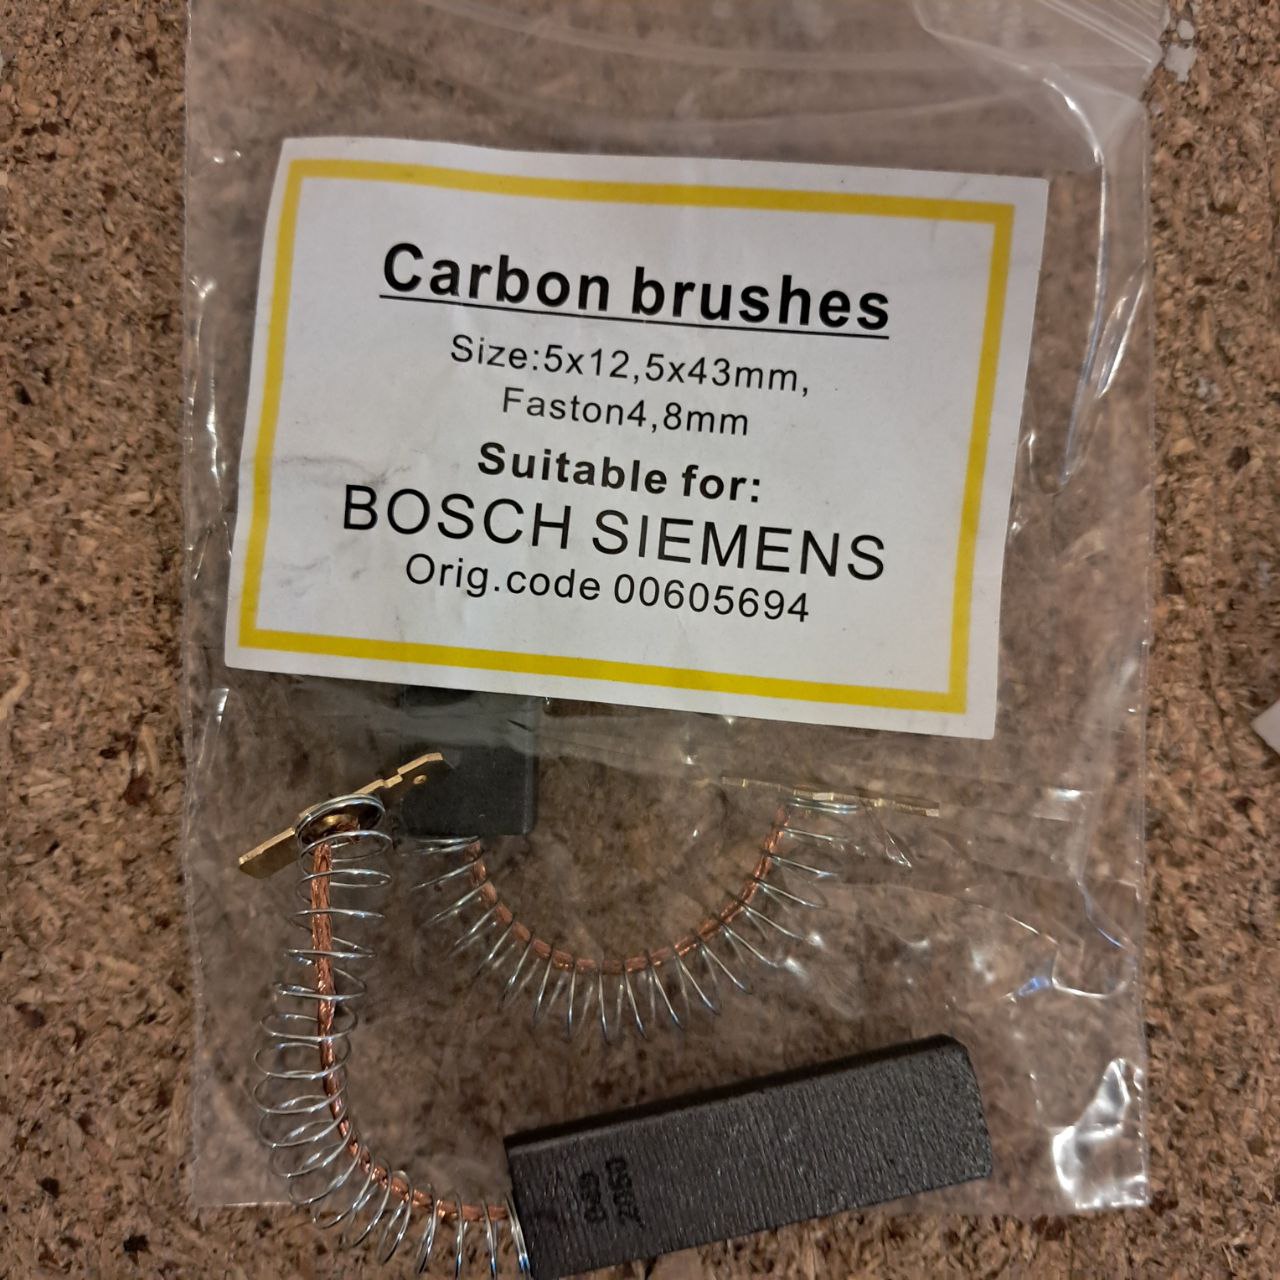 Carbon brushes
Size:5x12,5x43mm,
Faston4,8mm
Suitable for:
BOSCH SIEMENS
Orig.code 00605694